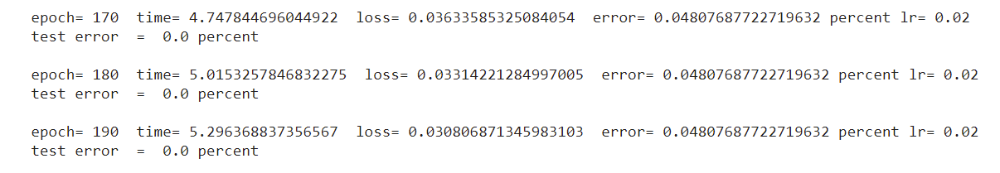 epoch= 170  time= 4.747844696044922  loss= 0.03633585325084054  error= 0.04807687722719632 percent lr= 0.02
test error  =  0.0 percent
epoch= 180  time= 5.0153257846832275  loss= 0.03314221284997005  error= 0.04807687722719632 percent lr= 0.02
test error  =  0.0 percent
epoch= 190  time= 5.296368837356567  loss= 0.030806871345983103  error= 0.04807687722719632 percent lr= 0.02
test error  =  0.0 percent